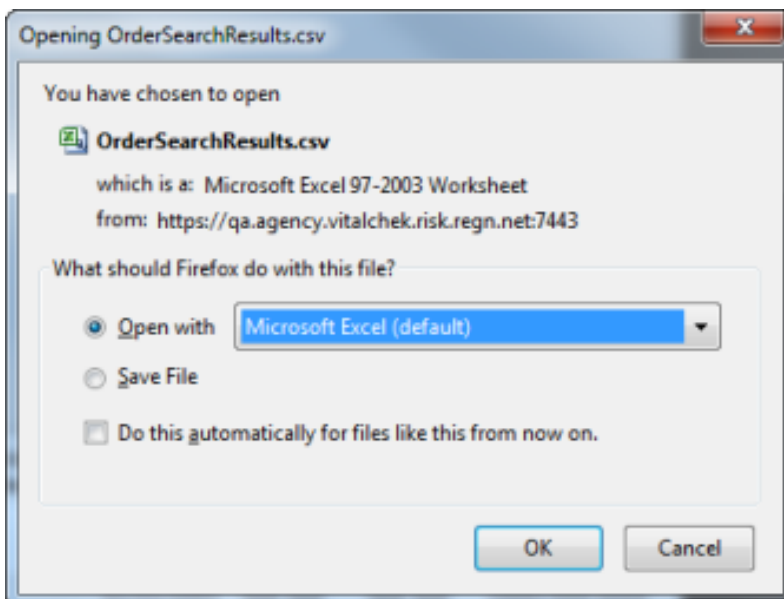 Opening OrderSearchResults.csv
You have chosen to open
OrderSearchResults.csv
which is a: Microsoft Excel 97-2003 Worksheet
from: https://qa.agency.vitalchek.risk.regn.net:7443
What should Firefox do with this file?
Open with Microsoft Excel (default)
Save File
Do this automatically for files like this from now on.
OK Cancel